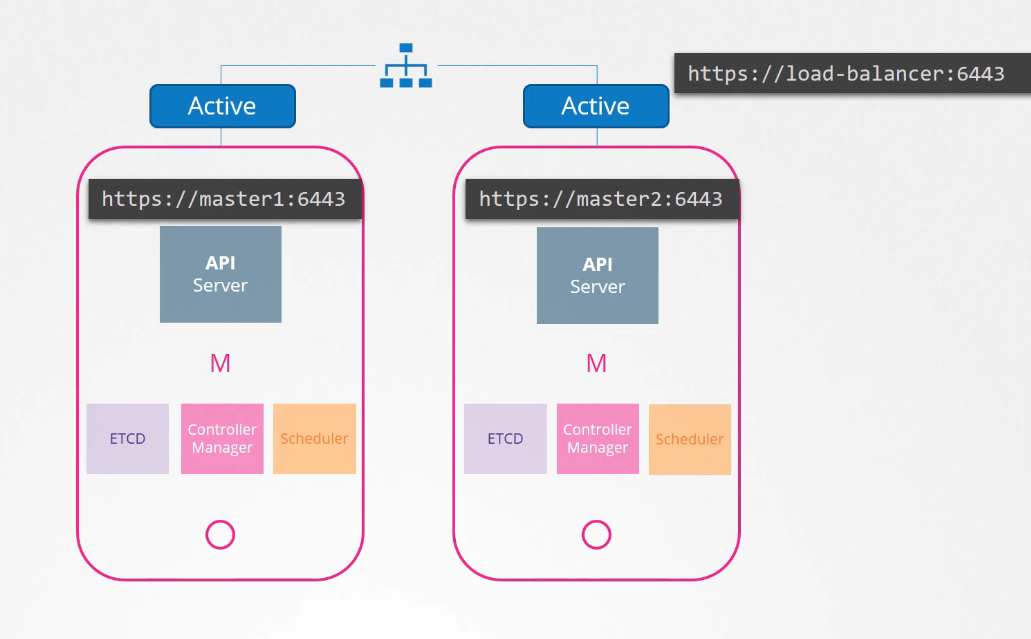 https://load-balancer:6443
Active
Active
https://master1:6443
https://master2:6443
API
Server
API
Server
M
M
ETCD
Controller
Manager
Scheduler
ETCD
Controller
Manager
Scheduler